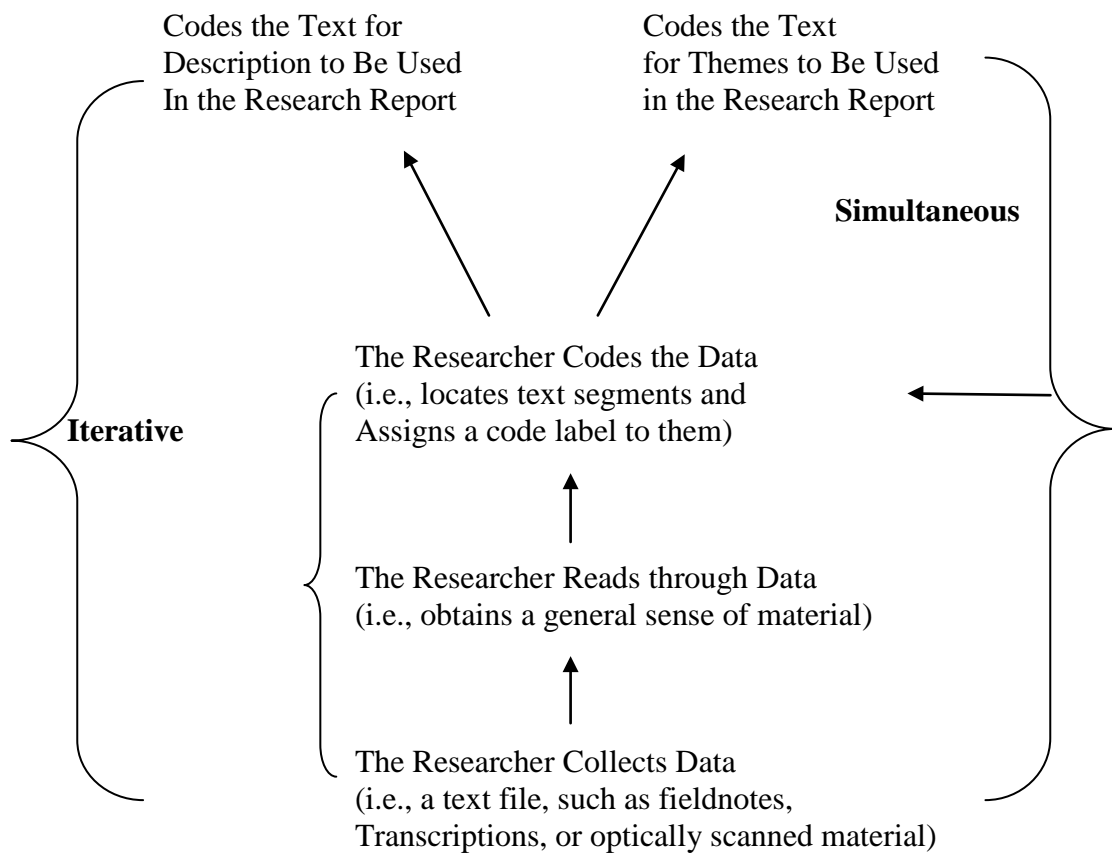 Codes the Text for
Description to Be Used
In the Research Report
Codes the Text
for Themes to Be Used
in the Research Report
Simultaneous
The Researcher Codes the Data
(i.e., locates text segments and
Assigns a code label to them)
Iterative
The Researcher Reads through Data
(i.e., obtains a general sense of material)
The Researcher Collects Data
(i.e., a text file, such as fieldnotes,
Transcriptions, or optically scanned material)